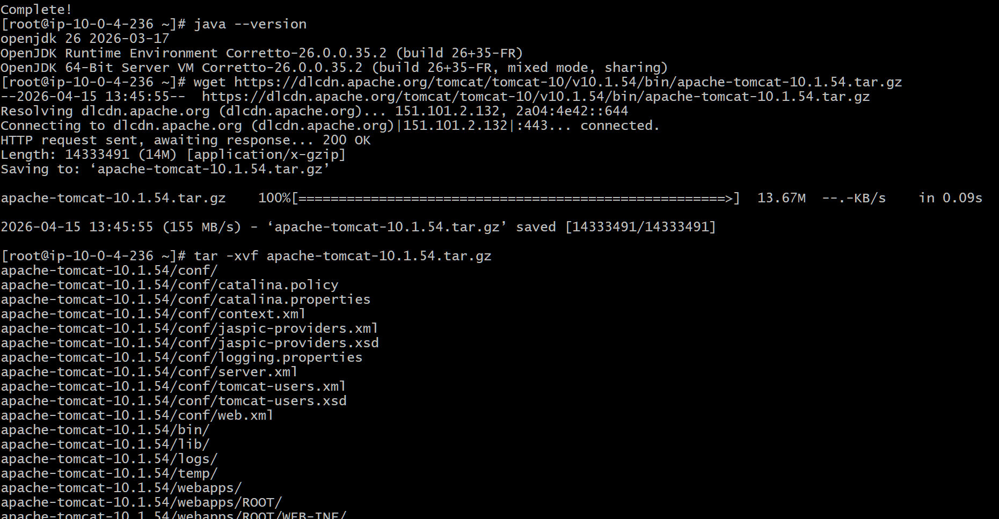 Complete!
[root@ip-10-0-4-236 ~]# java --version
openjdk 26 2026-03-17
OpenJDK Runtime Environment Corretto-26.0.0.35.2 (build 26+35-FR)
OpenJDK 64-Bit Server VM Corretto-26.0.0.35.2 (build 26+35-FR, mixed mode, sharing)
[root@ip-10-0-4-236 ~]# wget https://dlcdn.apache.org/tomcat/tomcat-10/v10.1.54/bin/apache-tomcat-10.1.54.tar.gz
--2026-04-15 13:45:55--  https://dlcdn.apache.org/tomcat/tomcat-10/v10.1.54/bin/apache-tomcat-10.1.54.tar.gz
Resolving dlcdn.apache.org (dlcdn.apache.org)... 151.101.2.132, 2a04:4e42::644
Connecting to dlcdn.apache.org (dlcdn.apache.org)|151.101.2.132|:443... connected.
HTTP request sent, awaiting response... 200 OK
Length: 14333491 (14M) [application/x-gzip]
Saving to: ‘apache-tomcat-10.1.54.tar.gz’
apache-tomcat-10.1.54.tar.gz    100%[=====================================================>]  13.67M  --.-KB/s    in 0.09s
2026-04-15 13:45:55 (155 MB/s) - ‘apache-tomcat-10.1.54.tar.gz’ saved [14333491/14333491]
[root@ip-10-0-4-236 ~]# tar -xvf apache-tomcat-10.1.54.tar.gz
apache-tomcat-10.1.54/conf/
apache-tomcat-10.1.54/conf/catalina.policy
apache-tomcat-10.1.54/conf/catalina.properties
apache-tomcat-10.1.54/conf/context.xml
apache-tomcat-10.1.54/conf/jaspic-providers.xml
apache-tomcat-10.1.54/conf/jaspic-providers.xsd
apache-tomcat-10.1.54/conf/logging.properties
apache-tomcat-10.1.54/conf/server.xml
apache-tomcat-10.1.54/conf/tomcat-users.xml
apache-tomcat-10.1.54/conf/tomcat-users.xsd
apache-tomcat-10.1.54/conf/web.xml
apache-tomcat-10.1.54/bin/
apache-tomcat-10.1.54/lib/
apache-tomcat-10.1.54/logs/
apache-tomcat-10.1.54/temp/
apache-tomcat-10.1.54/webapps/
apache-tomcat-10.1.54/webapps/ROOT/
apache-tomcat-10.1.54/webapps/ROOT/WEB-INF/